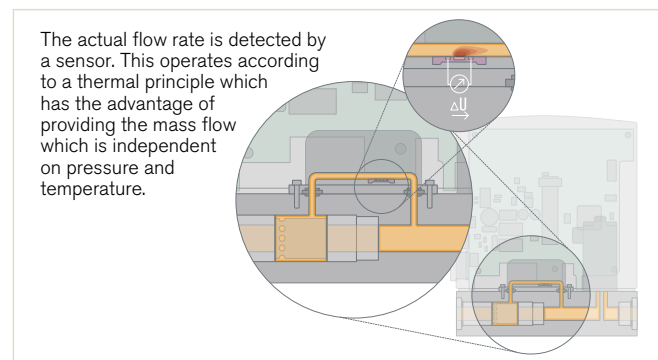 The actual flow rate is detected by
a sensor. This operates according
to a thermal principle which
has the advantage of
providing the mass flow
which is independent
on pressure and
temperature.
ΔU